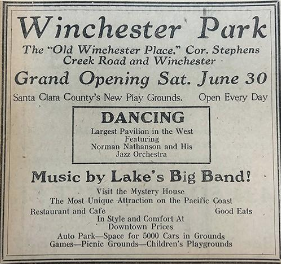 Winchester Park
The "Old Winchester Place," Cor. Stephens
Creek Road and Winchester
Grand Opening Sat. June 30
Santa Clara County's New Play Grounds. Open Every Day
DANCING
Largest Pavilion in the West
Featuring
Norman Nathanson and His
Jazz Orchestra
Music by Lake's Big Band!
Visit the Mystery House
The Most Unique Attraction on the Pacific Coast
Restaurant and Cafe Good Eats
In Style and Comfort At
Downtown Prices
Auto Park—Space for 5000 Cars in Grounds
Games—Picnic Grounds—Children's Playgrounds